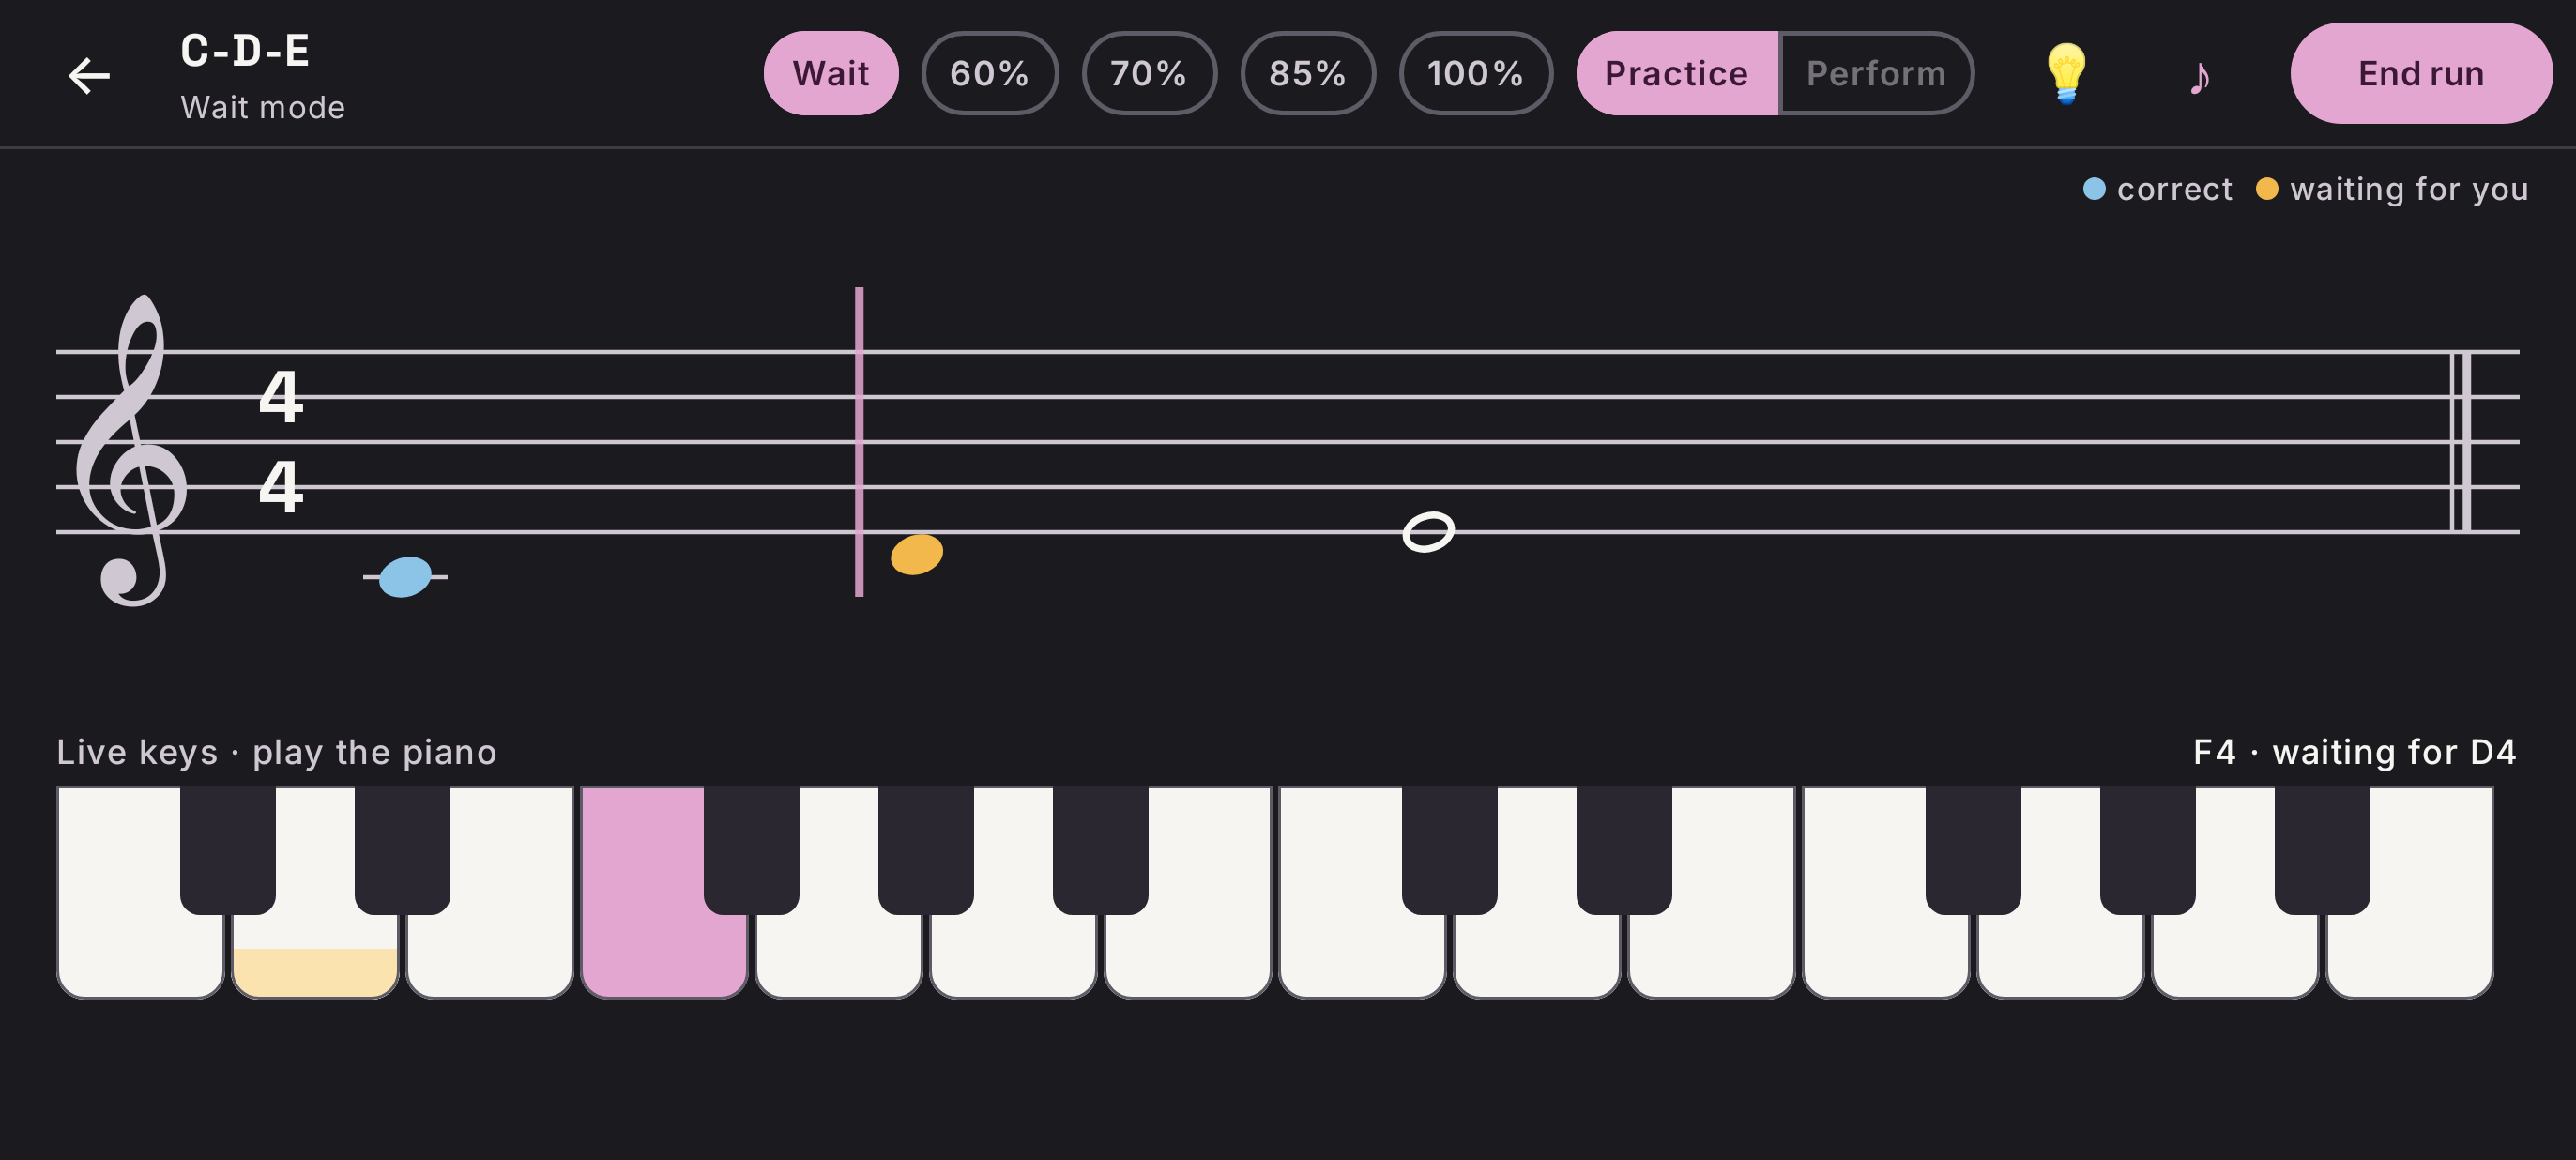 C-D-E
Wait mode
Wait 60% 70% 85% 100% Practice Perform End run
correct waiting for you
4
4
Live keys · play the piano
F4 · waiting for D4